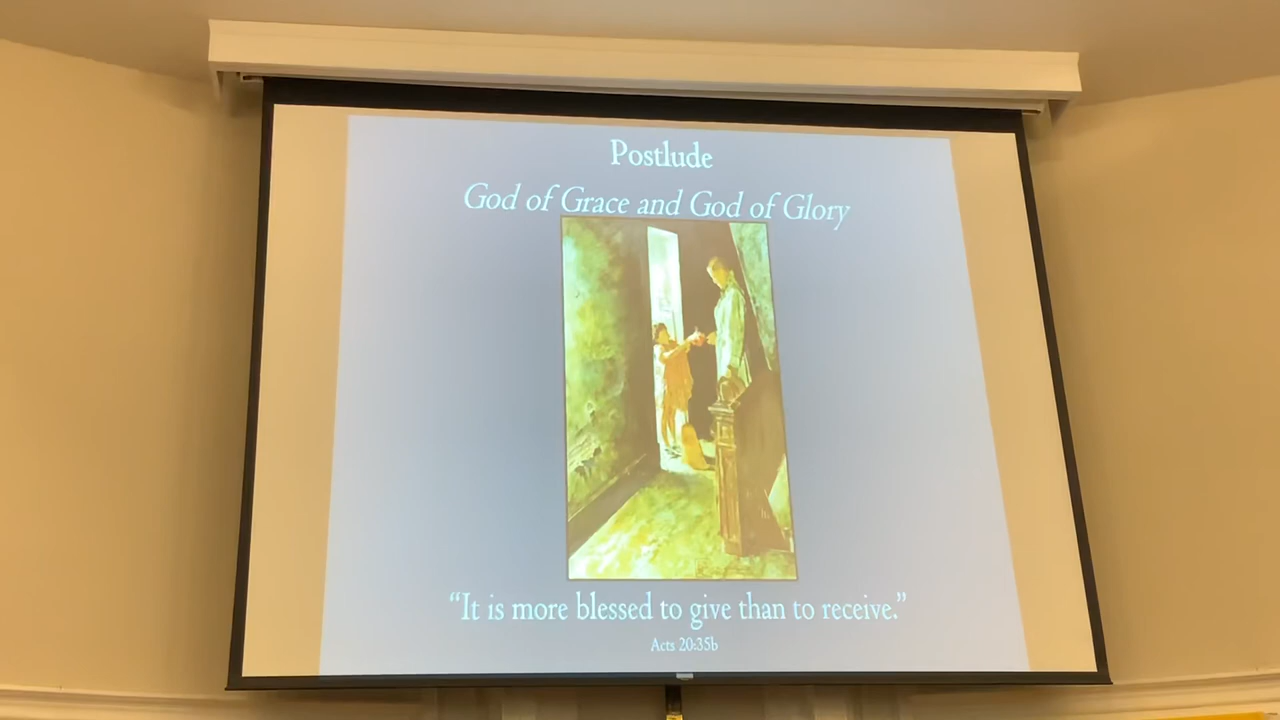 Postlude
God of Grace and God of Glory
“It is more blessed to give than to receive.”
Acts 20:35b